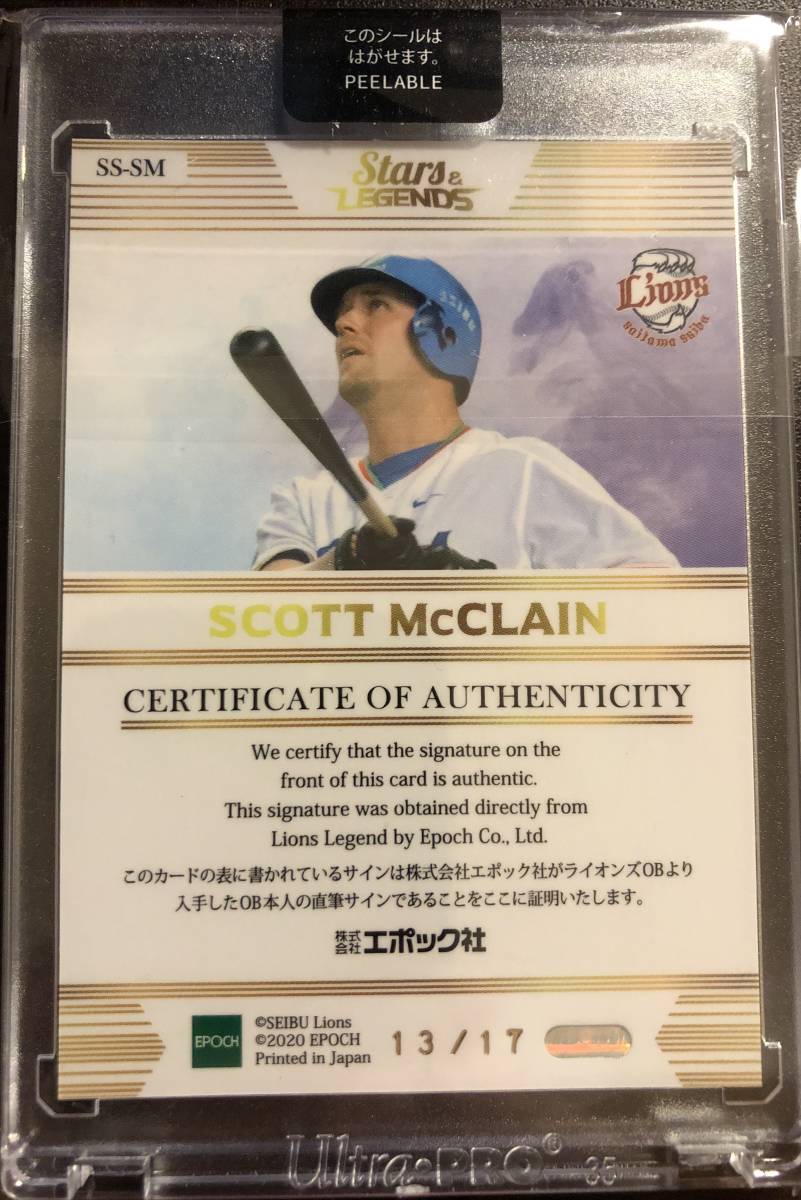 このシールは
はがせます。
PEELABLE
SS-SM
Stars &
LEGENDS
Lions
saitama seibu
SCOTT McCLAIN
CERTIFICATE OF AUTHENTICITY
We certify that the signature on the
front of this card is authentic.
This signature was obtained directly from
Lions Legend by Epoch Co., Ltd.
このカードの表に書かれているサインは株式会社エポック社がライオンズOBより
入手したOB本人の直筆サインであることをここに証明いたします。
株式会社エポック社
EPOCH
©SEIBU Lions
©2020 EPOCH
Printed in Japan
13/17
Ultra·PRO® 35